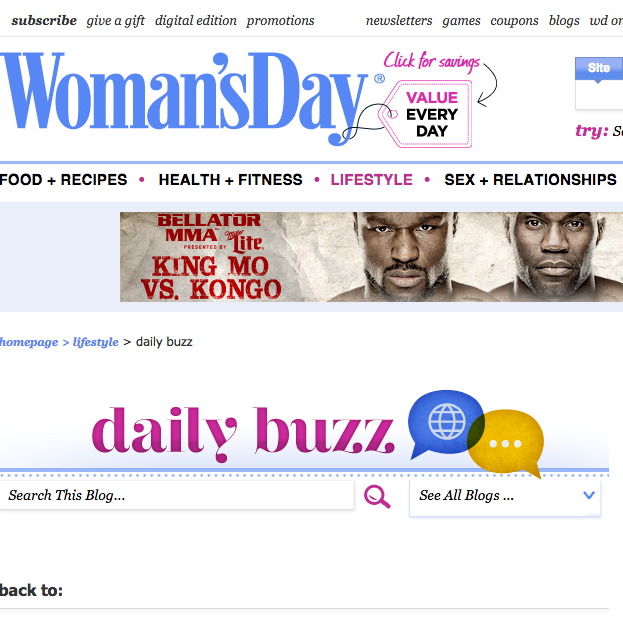 subscribe give a gift digital edition promotions newsletters games coupons blogs wd on
Woman'sDay®
Click for savings
VALUE
EVERY
DAY
Site
try: S
FOOD + RECIPES • HEALTH + FITNESS • LIFESTYLE • SEX + RELATIONSHIPS
BELLATOR
MMA Miller Lite
PRESENTED BY
KING MO
VS. KONGO
homepage > lifestyle > daily buzz
daily buzz
Search This Blog... See All Blogs ...
back to: